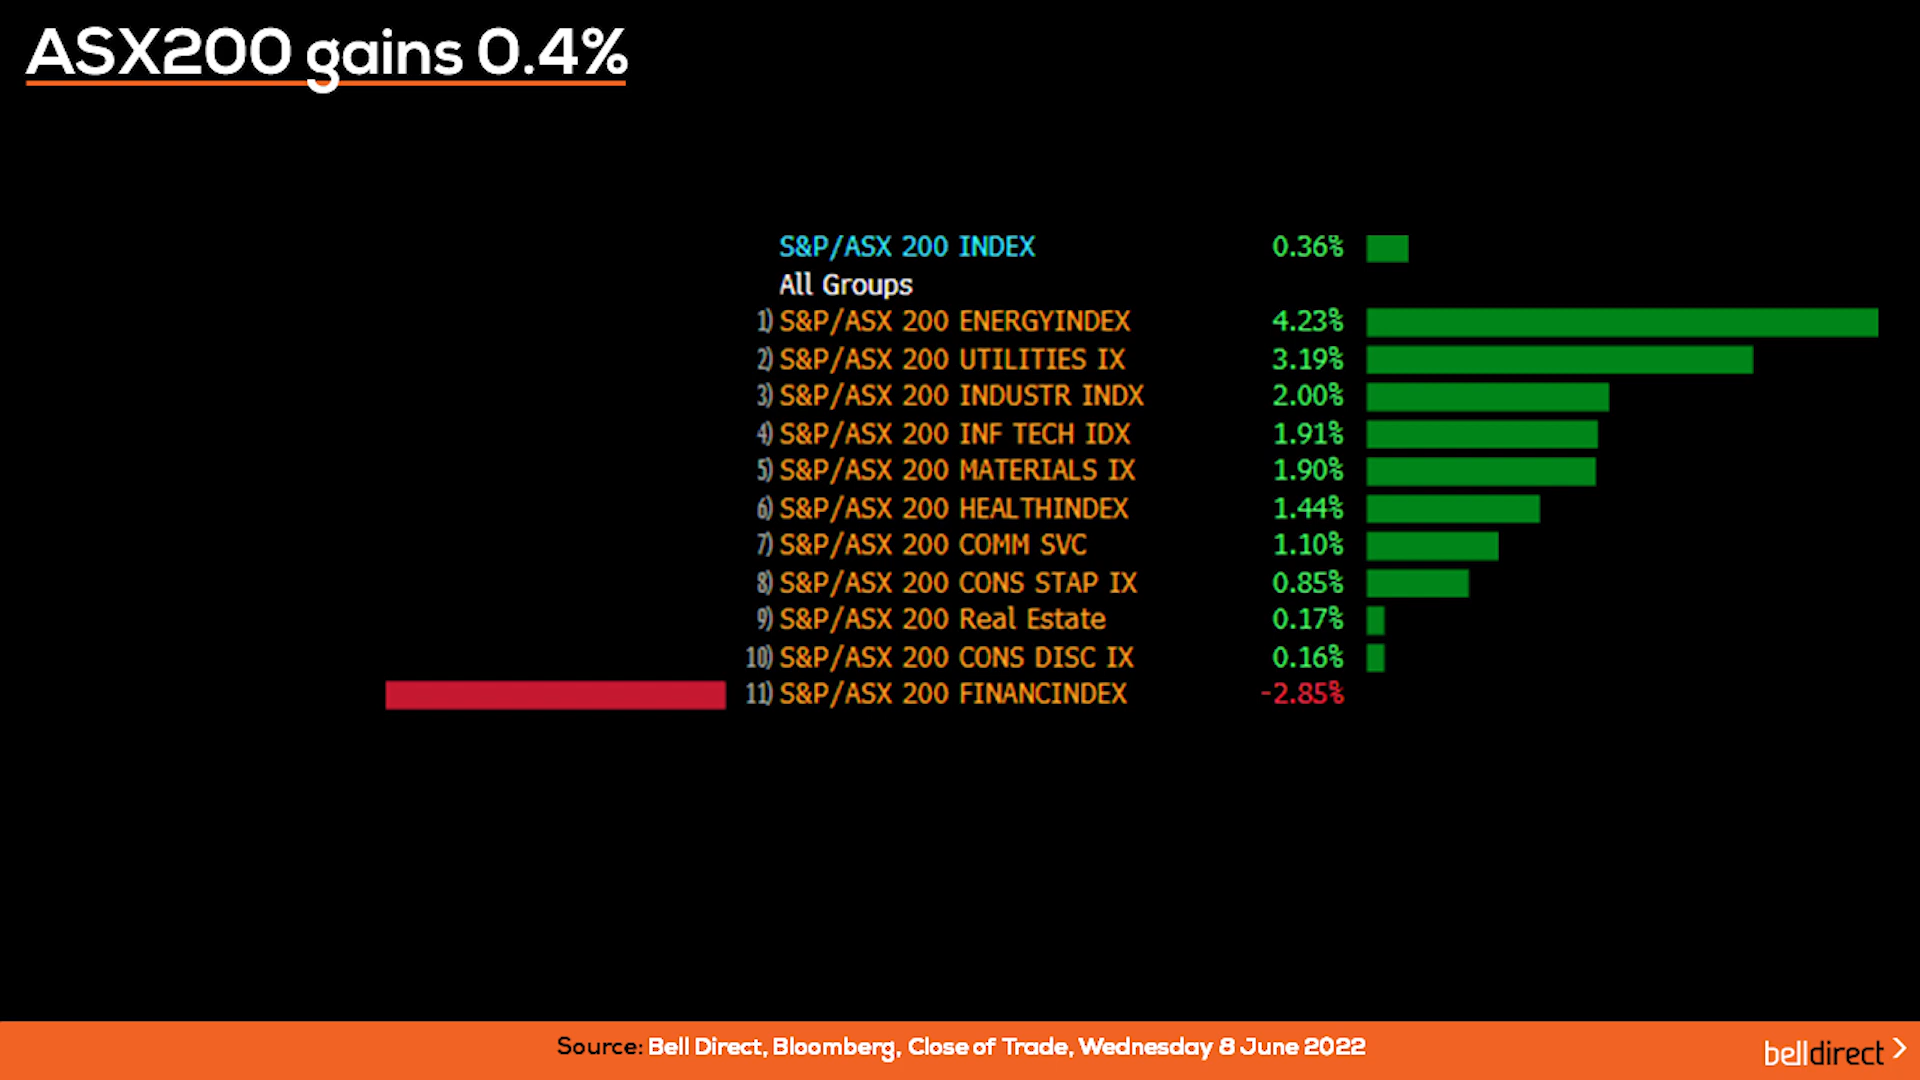 ASX200 gains 0.4%
S&P/ASX 200 INDEX 0.36%
All Groups
1) S&P/ASX 200 ENERGYINDEX 4.23%
2) S&P/ASX 200 UTILITIES IX 3.19%
3) S&P/ASX 200 INDUSTR INDX 2.00%
4) S&P/ASX 200 INF TECH IDX 1.91%
5) S&P/ASX 200 MATERIALS IX 1.90%
6) S&P/ASX 200 HEALTHINDEX 1.44%
7) S&P/ASX 200 COMM SVC 1.10%
8) S&P/ASX 200 CONS STAP IX 0.85%
9) S&P/ASX 200 Real Estate 0.17%
10) S&P/ASX 200 CONS DISC IX 0.16%
11) S&P/ASX 200 FINANCINDEX -2.85%
Source: Bell Direct, Bloomberg, Close of Trade, Wednesday 8 June 2022
belldirect